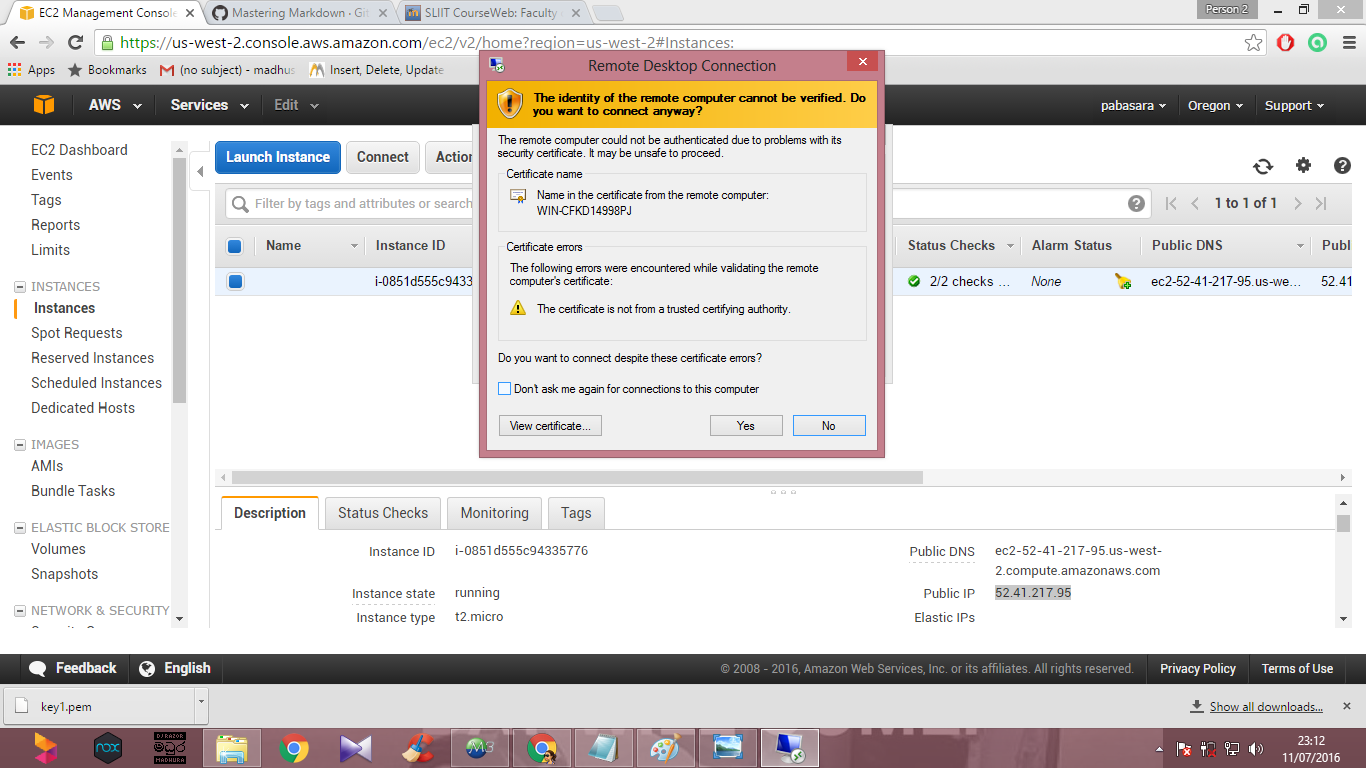 EC2 Management Console
Mastering Markdown · Git
SLIIT CourseWeb: Faculty
Person 2
https://us-west-2.console.aws.amazon.com/ec2/v2/home?region=us-west-2#Instances:
Apps
Bookmarks
(no subject) - madhus
Insert, Delete, Update
AWS
Services
Edit
pabasara
Oregon
Support
EC2 Dashboard
Events
Tags
Reports
Limits
INSTANCES
Instances
Spot Requests
Reserved Instances
Scheduled Instances
Dedicated Hosts
IMAGES
AMIs
Bundle Tasks
ELASTIC BLOCK STORE
Volumes
Snapshots
NETWORK & SECURITY
Launch Instance
Connect
Action
Filter by tags and attributes or search
1 to 1 of 1
Name
Instance ID
Status Checks
Alarm Status
Public DNS
Publ
i-0851d555c9433
2/2 checks ...
None
ec2-52-41-217-95.us-we...
52.41
Remote Desktop Connection
The identity of the remote computer cannot be verified. Do
you want to connect anyway?
The remote computer could not be authenticated due to problems with its
security certificate. It may be unsafe to proceed.
Certificate name
Name in the certificate from the remote computer:
WIN-CFKD14998PJ
Certificate errors
The following errors were encountered while validating the remote
computer's certificate:
The certificate is not from a trusted certifying authority.
Do you want to connect despite these certificate errors?
Don't ask me again for connections to this computer
View certificate...
Yes
No
Description
Status Checks
Monitoring
Tags
Instance ID
i-0851d555c94335776
Instance state
running
Instance type
t2.micro
Public DNS
ec2-52-41-217-95.us-west-
2.compute.amazonaws.com
Public IP
52.41.217.95
Elastic IPs
Feedback
English
© 2008 - 2016, Amazon Web Services, Inc. or its affiliates. All rights reserved.
Privacy Policy
Terms of Use
key1.pem
Show all downloads...
nox
DJ RAZOR
MADHURA
M3
23:12
11/07/2016